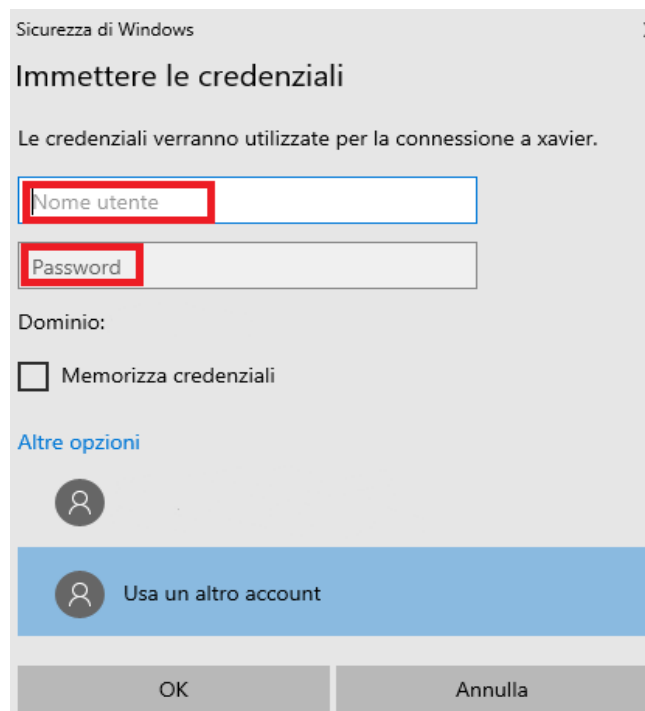 Sicurezza di Windows
Immettere le credenziali
Le credenziali verranno utilizzate per la connessione a xavier.
Nome utente
Password
Dominio:
Memorizza credenziali
Altre opzioni
Usa un altro account
OK
Annulla